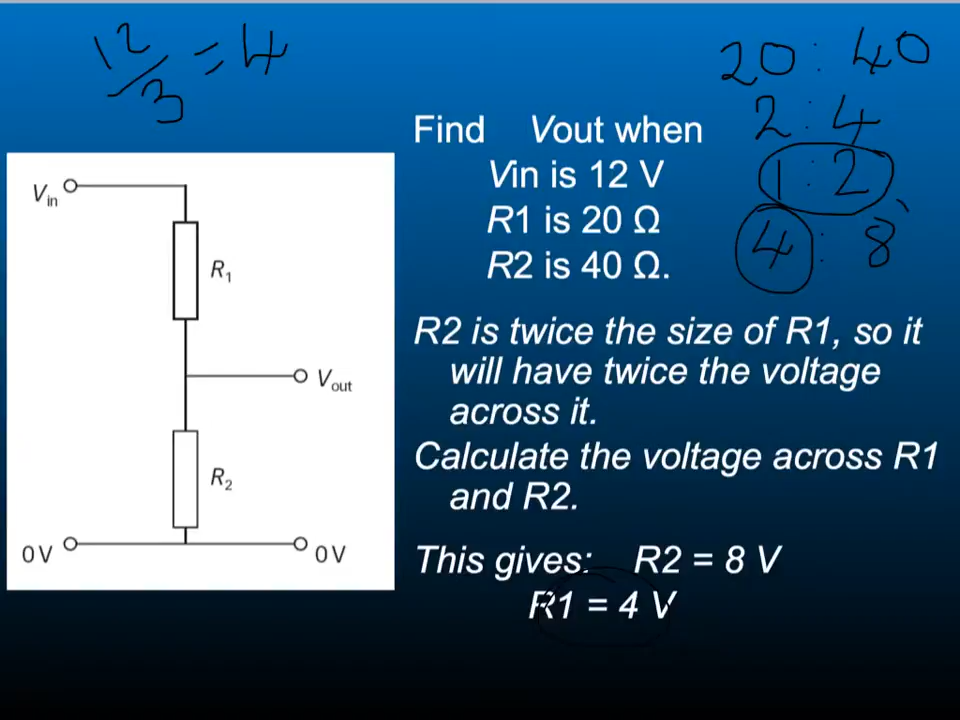 12/3 = 4
20 : 40
2 : 4
1 : 2
4 : 8
Find Vout when
Vin is 12 V
R1 is 20 Ω
R2 is 40 Ω.
R2 is twice the size of R1, so it
will have twice the voltage
across it.
Calculate the voltage across R1
and R2.
This gives: R2 = 8 V
R1 = 4 V
Vin
R1
Vout
R2
0V
0V